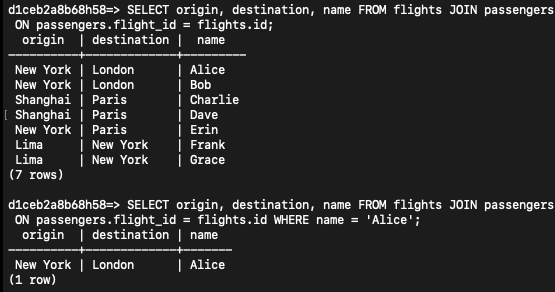 d1ceb2a8b68h58=> SELECT origin, destination, name FROM flights JOIN passengers
ON passengers.flight_id = flights.id;
origin | destination | name
----------+-------------+---------
New York | London | Alice
New York | London | Bob
Shanghai | Paris | Charlie
Shanghai | Paris | Dave
New York | Paris | Erin
Lima | New York | Frank
Lima | New York | Grace
(7 rows)
d1ceb2a8b68h58=> SELECT origin, destination, name FROM flights JOIN passengers
ON passengers.flight_id = flights.id WHERE name = 'Alice';
origin | destination | name
----------+-------------+-------
New York | London | Alice
(1 row)